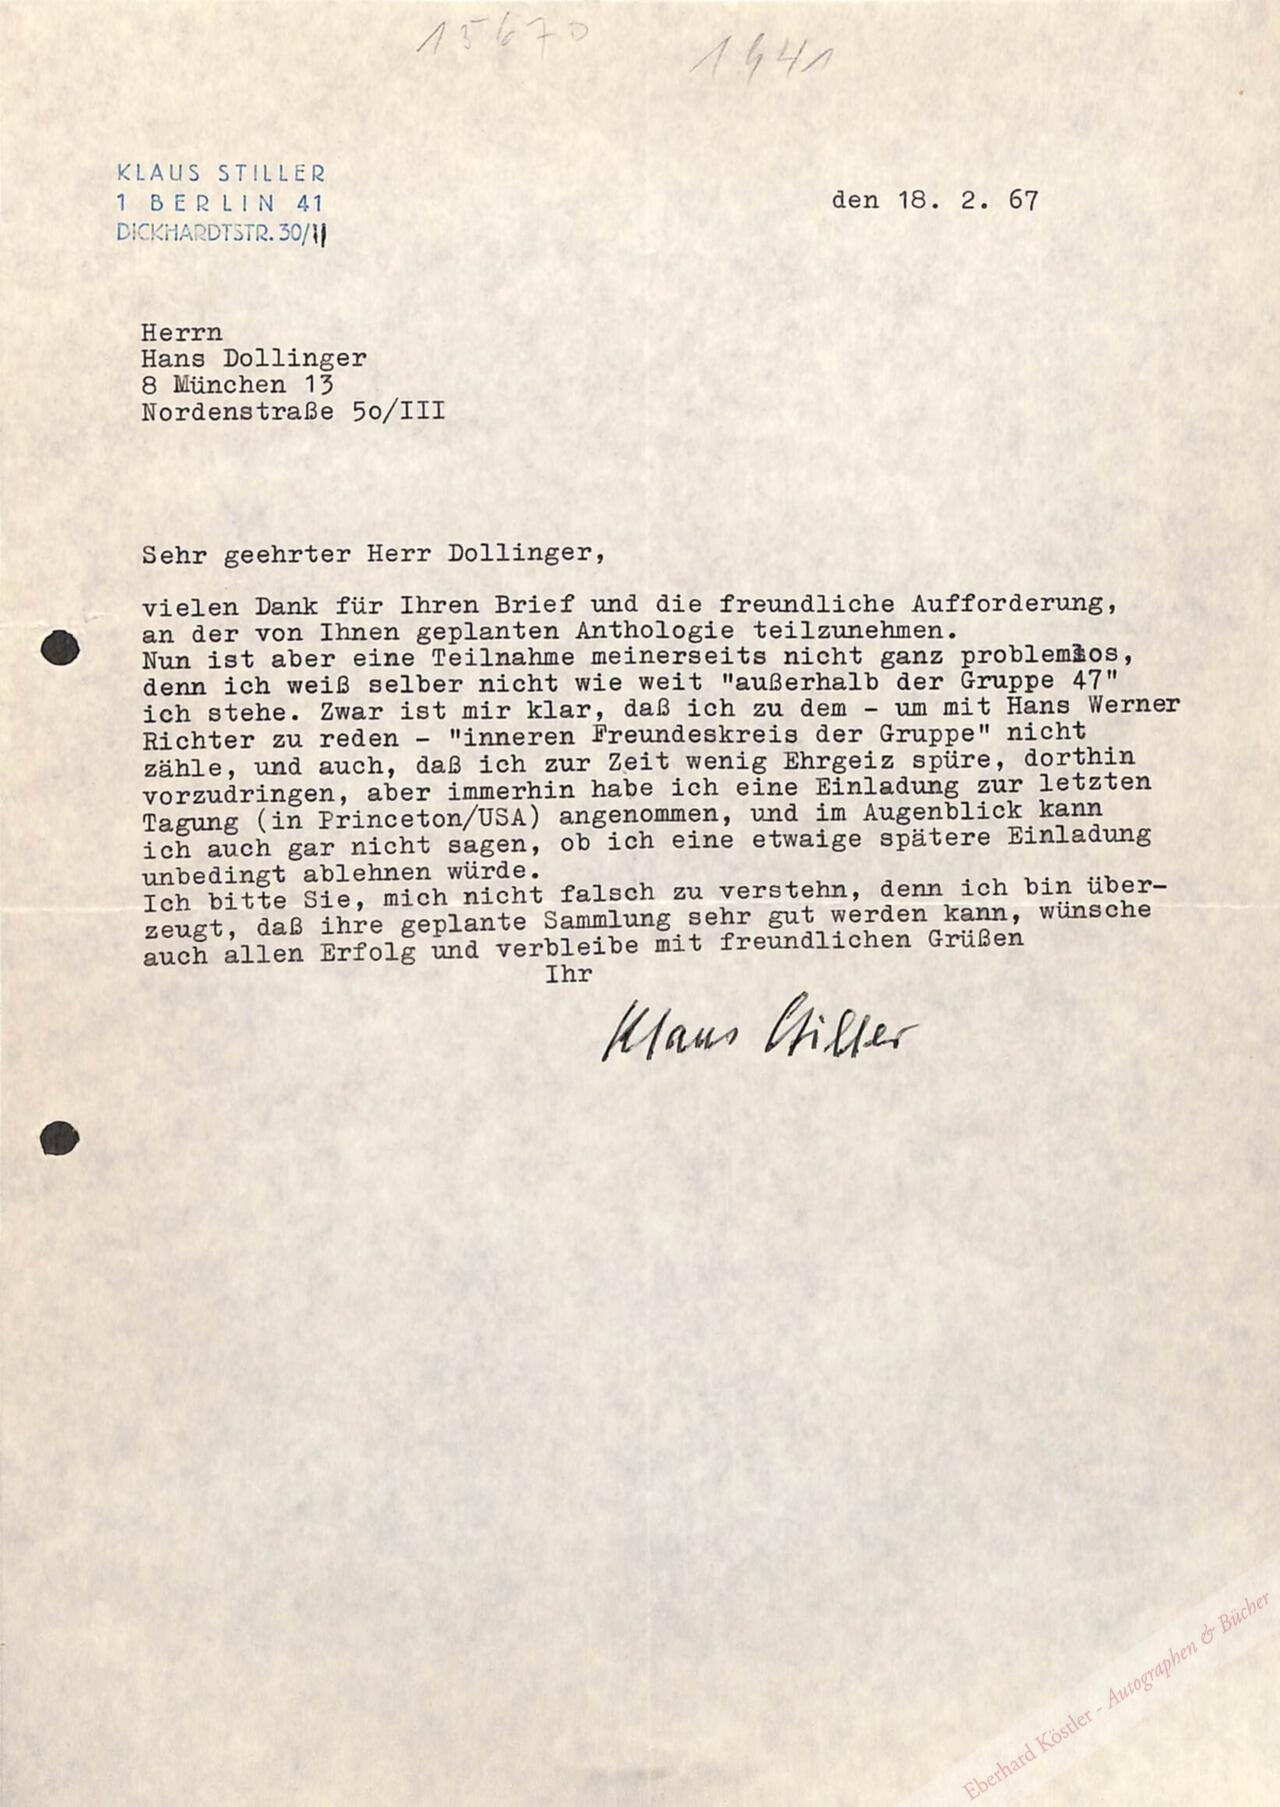 15670
1941
KLAUS STILLER
1 BERLIN 41
DICKHARDTSTR. 30/II
den 18. 2. 67
Herrn
Hans Dollinger
8 München 13
Nordenstraße 5o/III
Sehr geehrter Herr Dollinger,
vielen Dank für Ihren Brief und die freundliche Aufforderung,
an der von Ihnen geplanten Anthologie teilzunehmen.
Nun ist aber eine Teilnahme meinerseits nicht ganz problemlos,
denn ich weiß selber nicht wie weit "außerhalb der Gruppe 47"
ich stehe. Zwar ist mir klar, daß ich zu dem - um mit Hans Werner
Richter zu reden - "inneren Freundeskreis der Gruppe" nicht
zähle, und auch, daß ich zur Zeit wenig Ehrgeiz spüre, dorthin
vorzudringen, aber immerhin habe ich eine Einladung zur letzten
Tagung (in Princeton/USA) angenommen, und im Augenblick kann
ich auch gar nicht sagen, ob ich eine etwaige spätere Einladung
unbedingt ablehnen würde.
Ich bitte Sie, mich nicht falsch zu verstehn, denn ich bin über-
zeugt, daß ihre geplante Sammlung sehr gut werden kann, wünsche
auch allen Erfolg und verbleibe mit freundlichen Grüßen
Ihr
Klaus Stiller
Eberhard Köstler - Autographen & Bücher